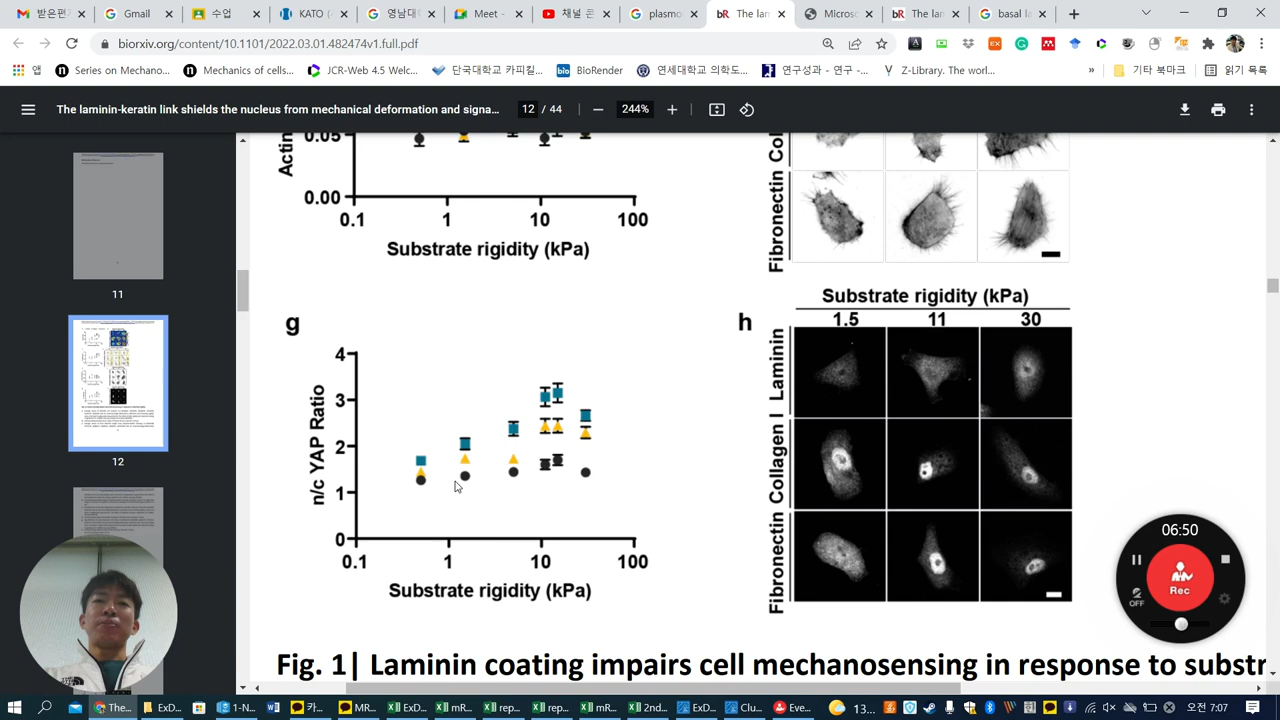 받은편지
Gmail
수업
KATO (
영남대
Meet -
채널 콘
plasmo
The lan
Microsc
The lan
basal la
biorxiv.org/content/10.1101/2022.03.01.482474v1.full.pdf
앱
Series on Mechano...
Mechanics of cells...
JCR-Web 4.5 Welc...
단국대학교 카피킬...
BioRender
연세대학교 의학도...
연구성과 - 연구 -...
Z-Library. The worl...
»
기타 북마크
읽기 목록
The laminin-keratin link shields the nucleus from mechanical deformation and signa...
12 / 44
244%
11
12
Actin
0.05
0.00
0.1 1 10 100
Substrate rigidity (kPa)
Col
Fibronectin
g
n/c YAP Ratio
4
3
2
1
0
0.1 1 10 100
Substrate rigidity (kPa)
h
Substrate rigidity (kPa)
1.5 11 30
Laminin
Collagen I
Fibronectin
06:50
Rec
OFF
Fig. 1| Laminin coating impairs cell mechanosensing in response to substr
The
ExD
1-N
카
MR
ExD
mR
rep
rep
mR
2nd
ExD
Clu
Eve
13...
오전 7:07